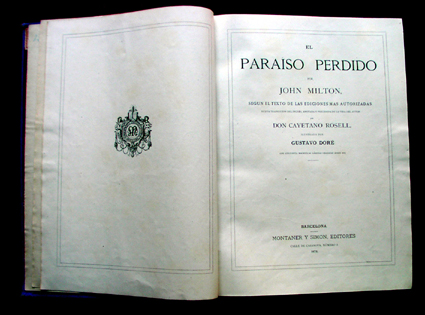 EL
PARAISO PERDIDO
POR
JOHN MILTON,
SEGUN EL TEXTO DE LAS EDICIONES MAS AUTORIZADAS
DON CAYETANO ROSELL,
GUSTAVO DORÉ
BARCELONA
MONTANER Y SIMON, EDITORES